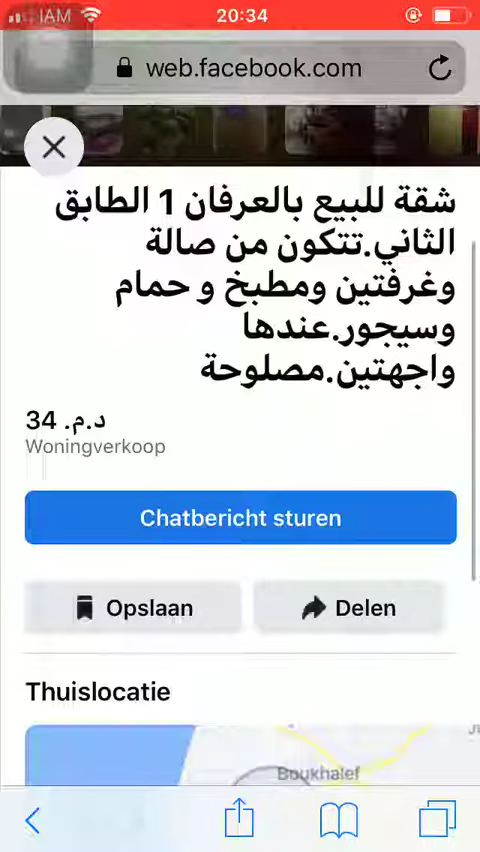 IAM
20:34
web.facebook.com
شقة للبيع بالعرفان 1 الطابق
الثاني.تتكون من صالة
وغرفتين ومطبخ و حمام
وسيجور.عندها
واجهتين.مصلوحة
د.م. 34
Woningverkoop
Chatbericht sturen
Opslaan
Delen
Thuislocatie
Boukhalef